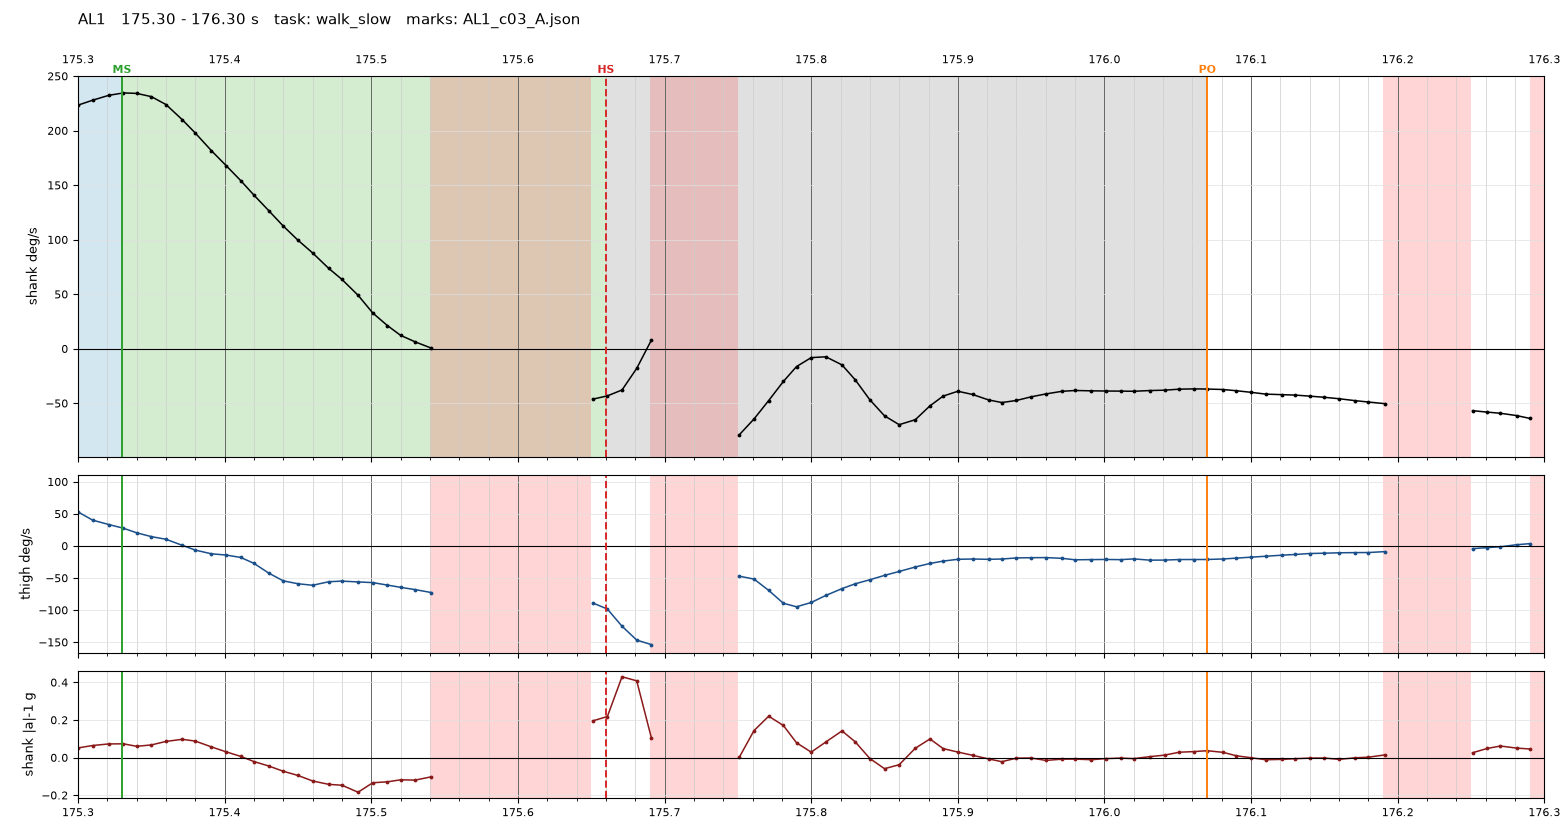 AL1   175.30 - 176.30 s   task: walk_slow   marks: AL1_c03_A.json
175.3 175.4 175.5 175.6 175.7 175.8 175.9 176.0 176.1 176.2 176.3
MS HS PO
250
200
150
100
50
0
−50
shank deg/s
100
50
0
−50
−100
−150
thigh deg/s
0.4
0.2
0.0
−0.2
shank |a|-1 g
175.3 175.4 175.5 175.6 175.7 175.8 175.9 176.0 176.1 176.2 176.3